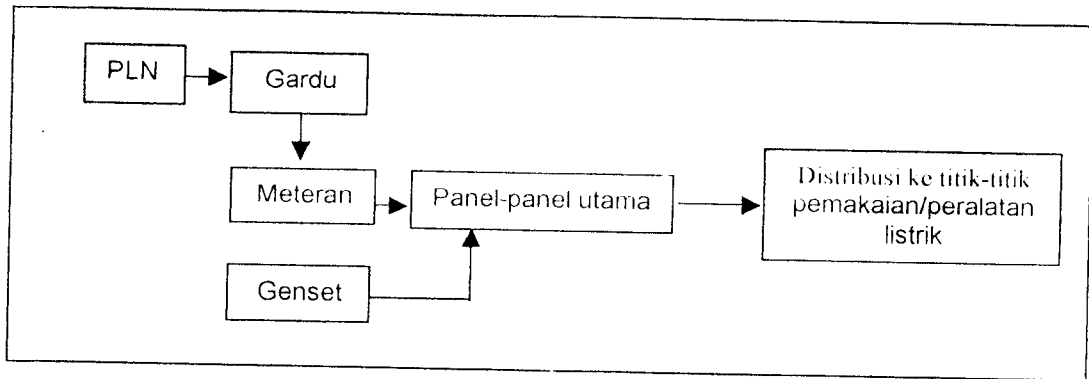 PLN
Gardu
Meteran
Panel-panel utama
Distribusi ke titik-titik
pemakaian/peralatan
listrik
Genset